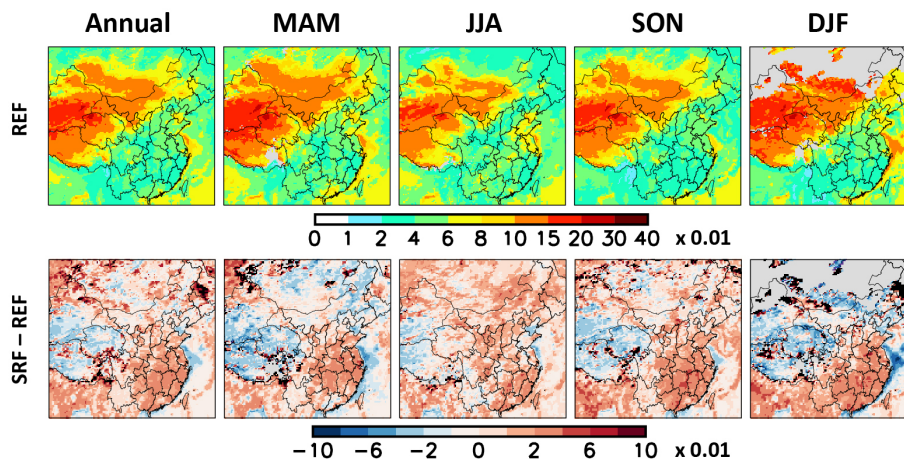 Annual MAM JJA SON DJF
REF
0 1 2 4 6 8 10 15 20 30 40 x 0.01
SRF – REF
−10 −6 −2 0 2 6 10 x 0.01